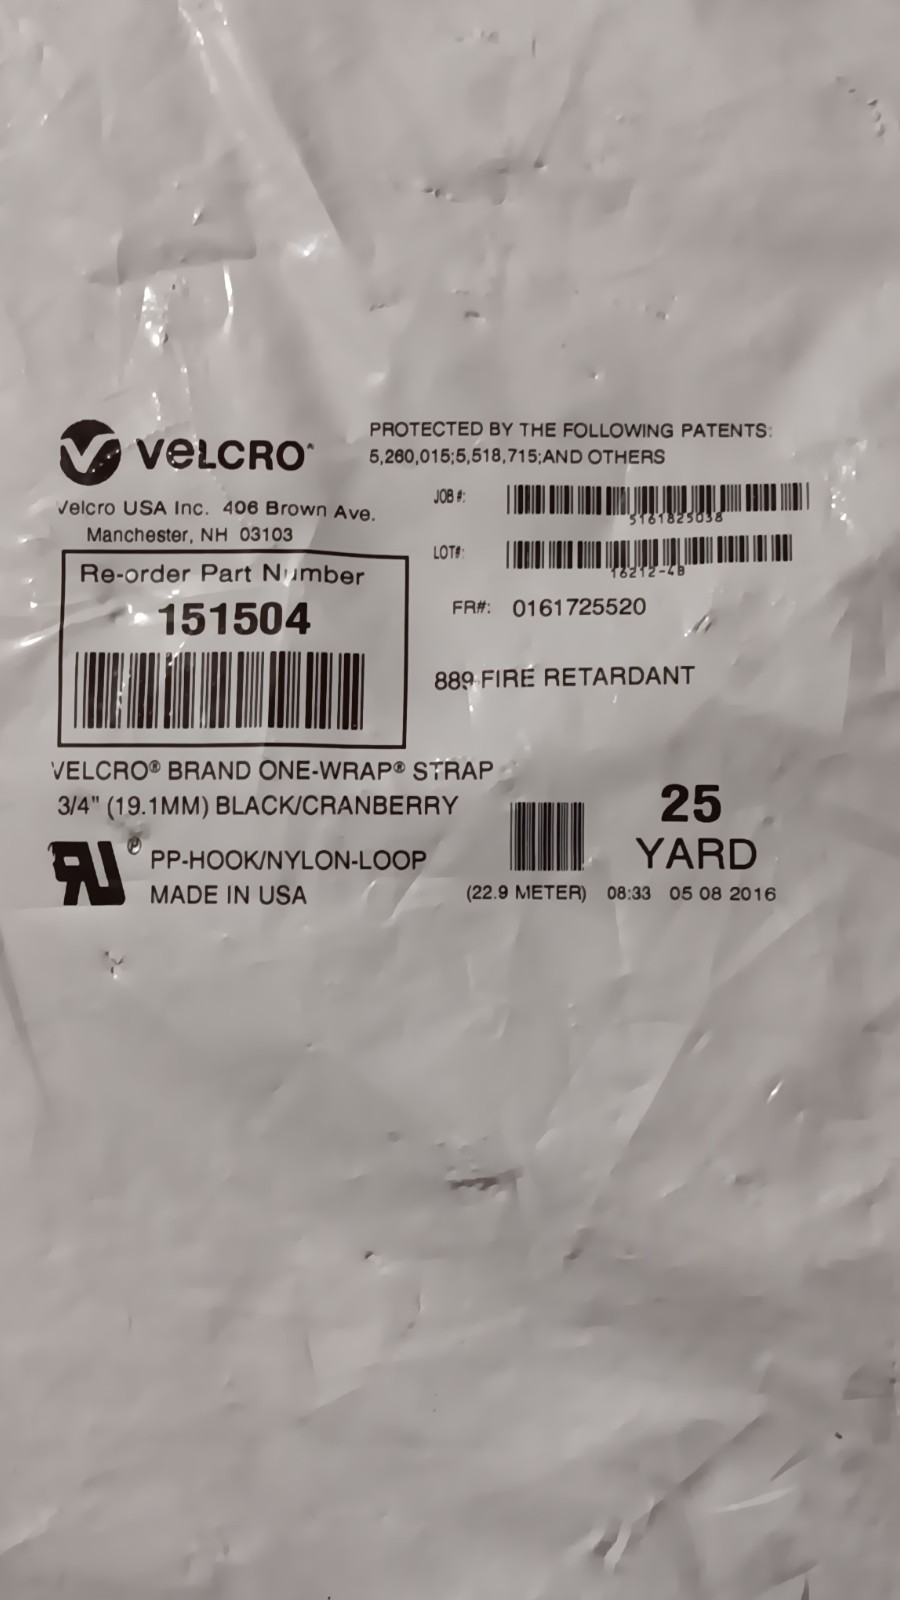 VELCRO
PROTECTED BY THE FOLLOWING PATENTS:
5,260,015;5,518,715;AND OTHERS
Velcro USA Inc. 406 Brown Ave.
Manchester, NH 03103
JOB #:
5161825038
LOT#:
16212-4B
Re-order Part Number
151504
FR#: 0161725520
889 FIRE RETARDANT
VELCRO® BRAND ONE-WRAP® STRAP
3/4" (19.1MM) BLACK/CRANBERRY
PP-HOOK/NYLON-LOOP
MADE IN USA
25
YARD
(22.9 METER) 08:33 05 08 2016